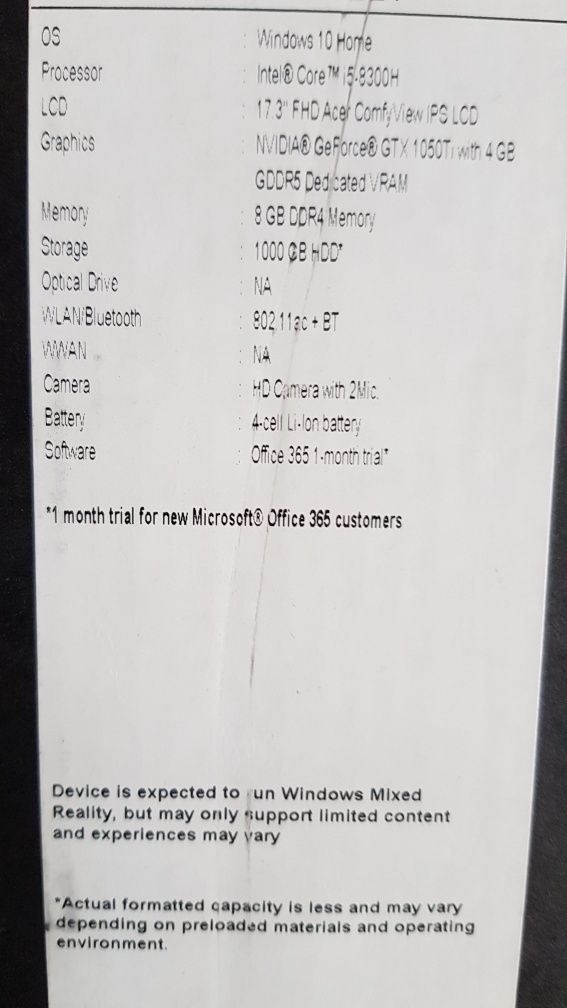 OS : Windows 10 Home
Processor : Intel® Core™ i5-8300H
LCD : 17.3" FHD Acer ComfyView IPS LCD
Graphics : NVIDIA® GeForce® GTX 1050Ti with 4 GB
GDDR5 Dedicated VRAM
Memory : 8 GB DDR4 Memory
Storage : 1000 GB HDD*
Optical Drive : NA
WLAN/Bluetooth : 802.11ac + BT
WWAN : NA
Camera : HD Camera with 2Mic.
Battery : 4-cell Li-Ion battery
Software : Office 365 1-month trial*
*1 month trial for new Microsoft® Office 365 customers
Device is expected to run Windows Mixed
Reality, but may only support limited content
and experiences may vary
*Actual formatted capacity is less and may vary
depending on preloaded materials and operating
environment.